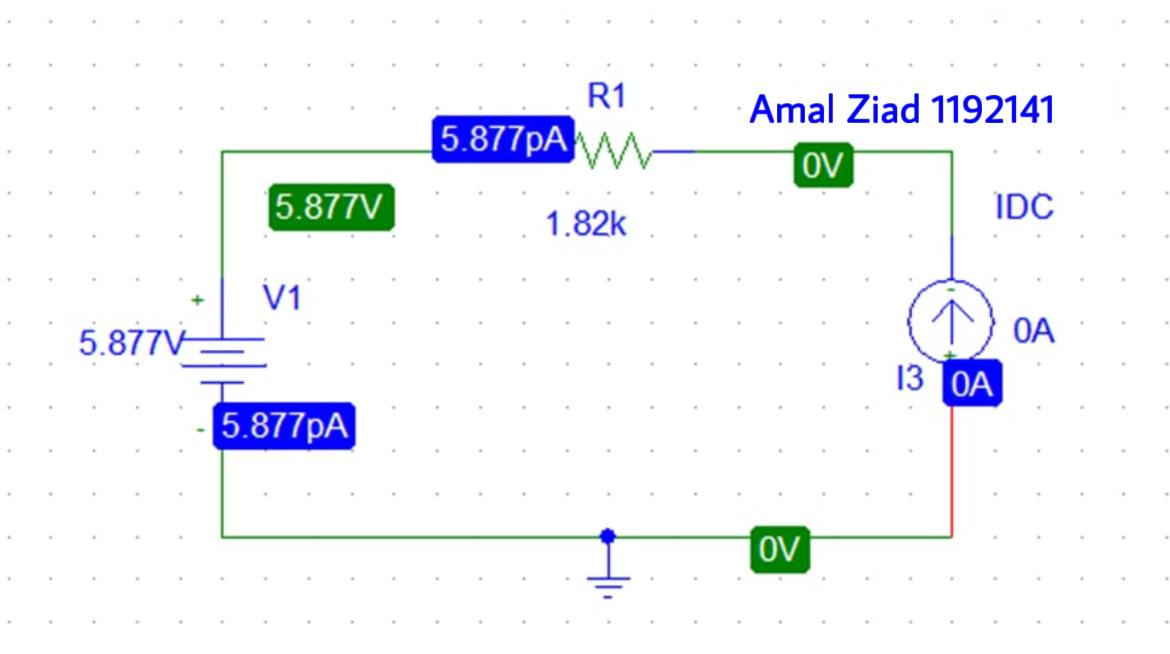 R1
Amal Ziad 1192141
5.877pA
0V
5.877V
1.82k
IDC
+
V1
-
5.877V
0A
+
I3
0A
-
5.877pA
0V